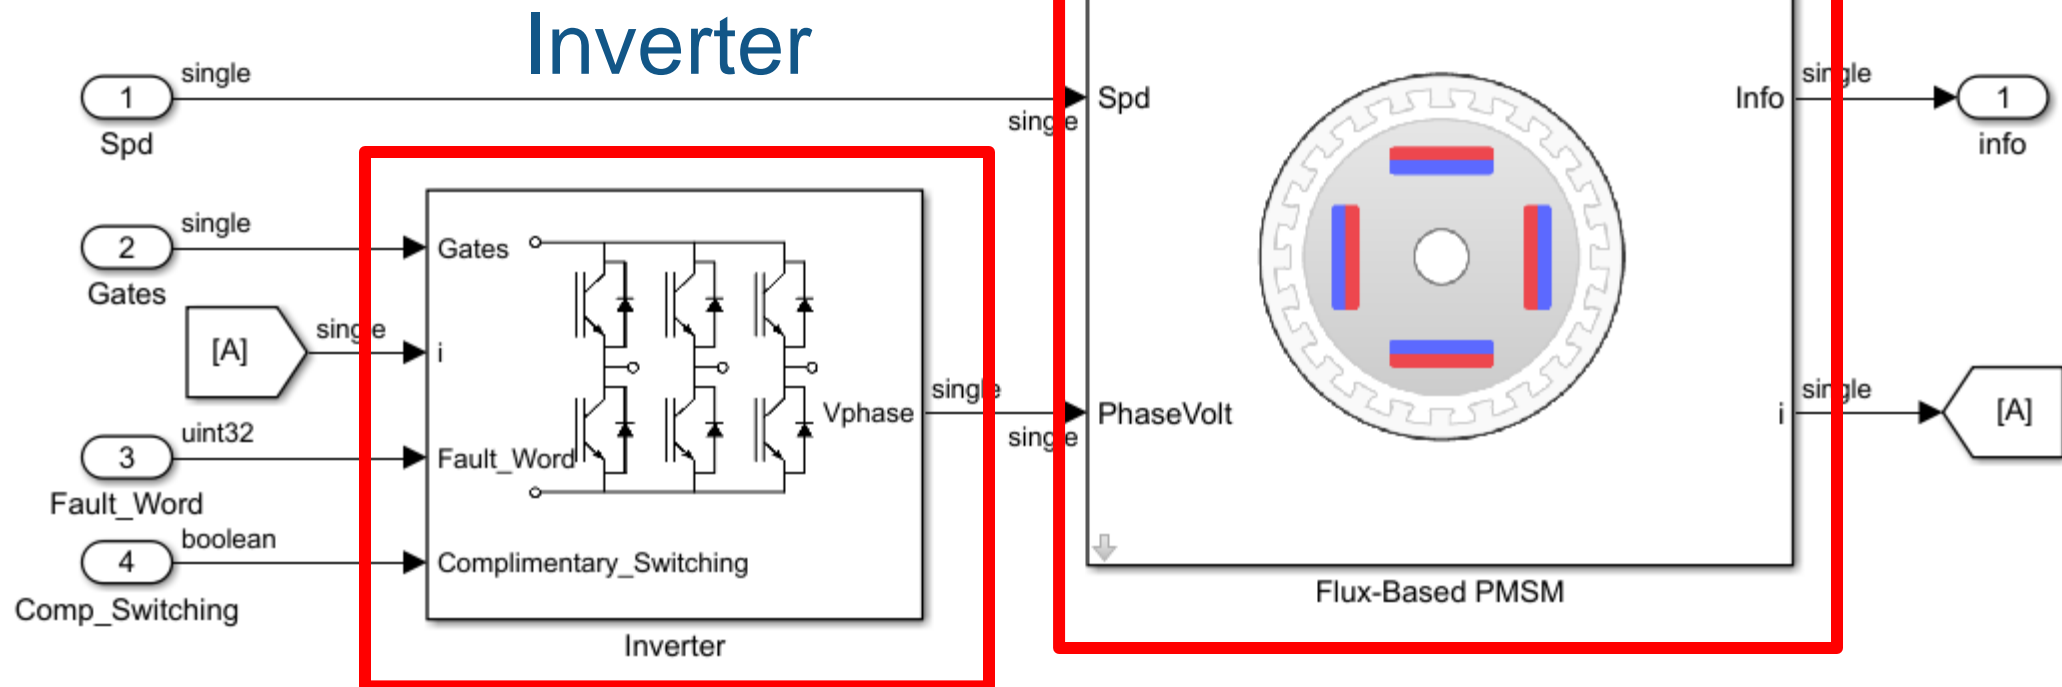 Inverter
single
1
Spd
single
Spd
Info
single
1
info
single
2
Gates
Gates
[A]
single
i
uint32
3
Fault_Word
Fault_Word
boolean
4
Comp_Switching
Complimentary_Switching
Vphase
single
single
PhaseVolt
i
single
[A]
Inverter
Flux-Based PMSM